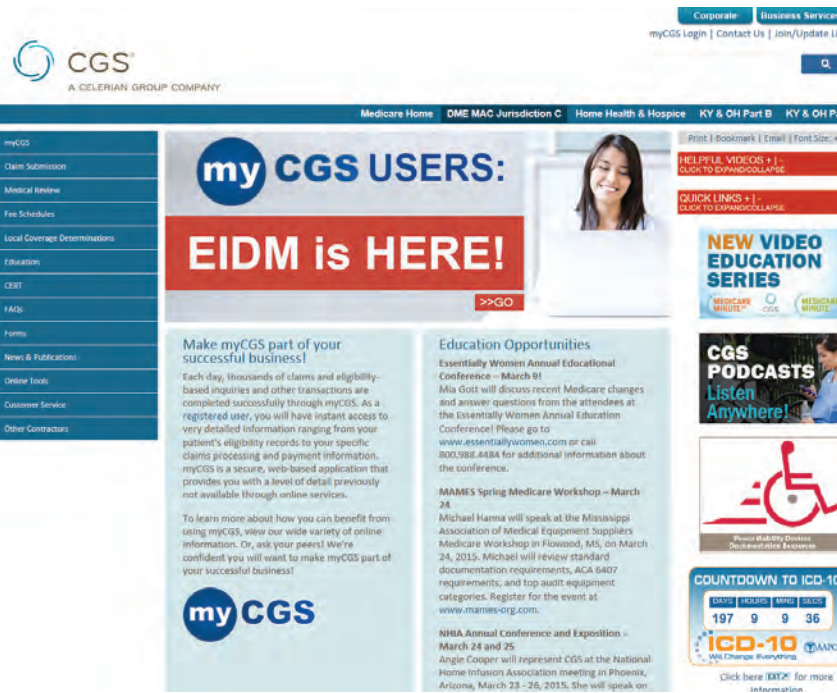 Corporate Business Services
myCGS Login | Contact Us | Join/Update
CGS
A CELERIAN GROUP COMPANY
Medicare Home DME MAC Jurisdiction C Home Health & Hospice KY & OH Part B KY & OH
Print | Bookmark | Email | Font Size:
myCGS
Claim Submission
Medical Review
Fee Schedules
Local Coverage Determinations
Education
CERT
FAQs
Forms
News & Publications
Online Tools
Customer Service
Other Contractors
my CGS USERS:
EIDM is HERE!
>>GO
Make myCGS part of your
successful business!
Each day, thousands of claims and eligibility-
based inquiries and other transactions are
completed successfully through myCGS. As a
registered user, you will have instant access to
very detailed information ranging from your
patient's eligibility records to your specific
claims processing and payment information.
myCGS is a secure, web-based application that
provides you with a level of detail previously
not available through online services.
To learn more about how you can benefit from
using myCGS, view our wide variety of online
information. Or, ask your peers! We're
confident you will want to make myCGS part of
your successful business!
my CGS
Education Opportunities
Essentially Women Annual Educational
Conference – March 9!
Mia Gott will discuss recent Medicare changes
and answer questions from the attendees at
the Essentially Women Annual Education
Conference! Please go to
www.essentiallywomen.com or call
800.988.4484 for additional information about
the conference.
MAMES Spring Medicare Workshop – March
24
Michael Hanna will speak at the Mississippi
Association of Medical Equipment Suppliers
Medicare Workshop in Flowood, MS, on March
24, 2015. Michael will review standard
documentation requirements, ACA 6407
requirements, and top audit equipment
categories. Register for the event at
www.mames-org.com.
NHIA Annual Conference and Exposition –
March 24 and 25
Angie Cooper will represent CGS at the National
Home Infusion Association meeting in Phoenix,
Arizona, March 23 - 26, 2015. She will speak on
HELPFUL VIDEOS + | -
CLICK TO EXPAND/COLLAPSE
QUICK LINKS + | -
CLICK TO EXPAND/COLLAPSE
NEW VIDEO
EDUCATION
SERIES
MEDICARE MINUTE CGS MEDICARE MINUTE
CGS
PODCASTS
Listen
Anywhere!
Power Mobility Devices
Documentation Resources
COUNTDOWN TO ICD-10
DAYS HOURS MINS SECS
197 9 9 36
ICD-10 AAPC
Will Change Everything
Click here EXT for more
information